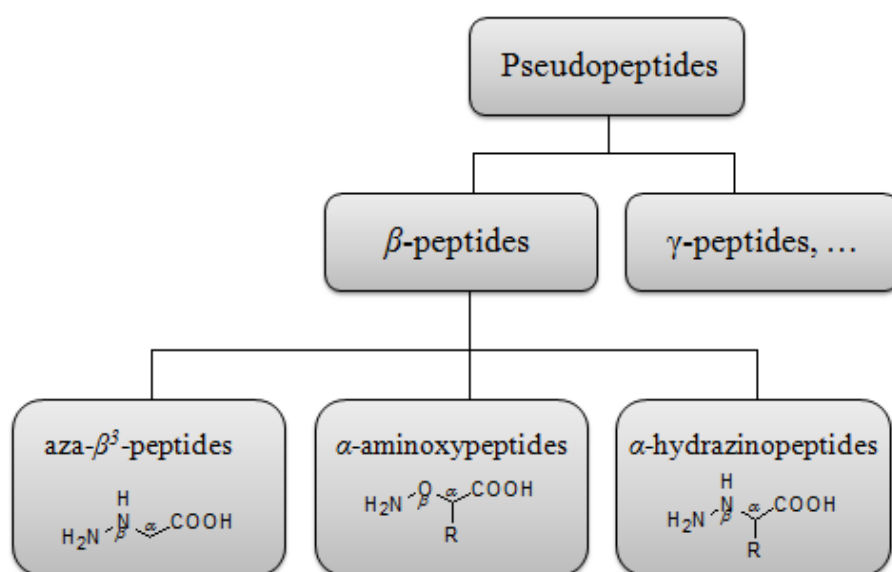 Pseudopeptides
β-peptides
γ-peptides, ...
aza-β³-peptides
H
H₂N N β α COOH
α-aminoxypeptides
H₂N O β α COOH
R
α-hydrazinopeptides
H
H₂N N β α COOH
R